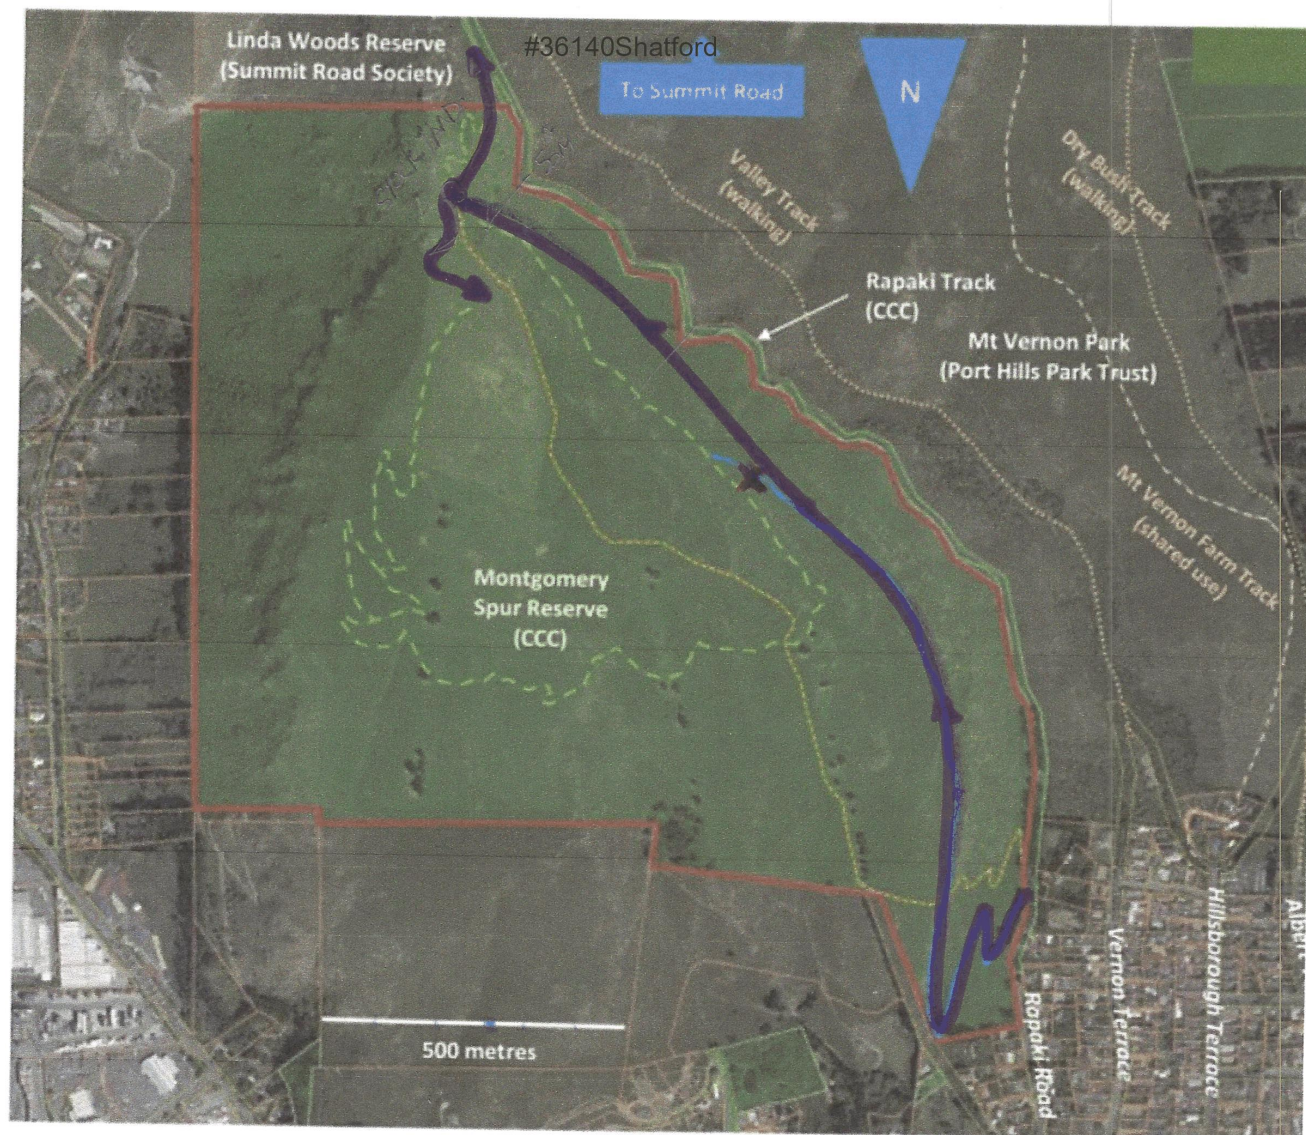 #36140Shatford
Linda Woods Reserve
(Summit Road Society)
To Summit Road
N
Valley Track
(walking)
Dry Bush Track
(walking)
Rapaki Track
(CCC)
Mt Vernon Park
(Port Hills Park Trust)
Mt Vernon Farm Track
(shared use)
Montgomery
Spur Reserve
(CCC)
500 metres
Rapaki Road
Vernon Terrace
Hillsborough Terrace